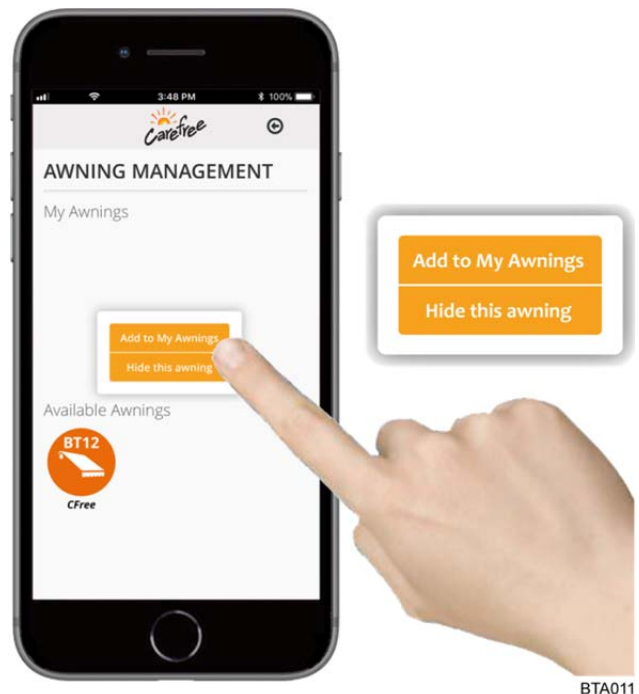 3:48 PM
100%
Carefree
AWNING MANAGEMENT
My Awnings
Add to My Awnings
Hide this awning
Available Awnings
BT12
CFree
Add to My Awnings
Hide this awning
BTA011